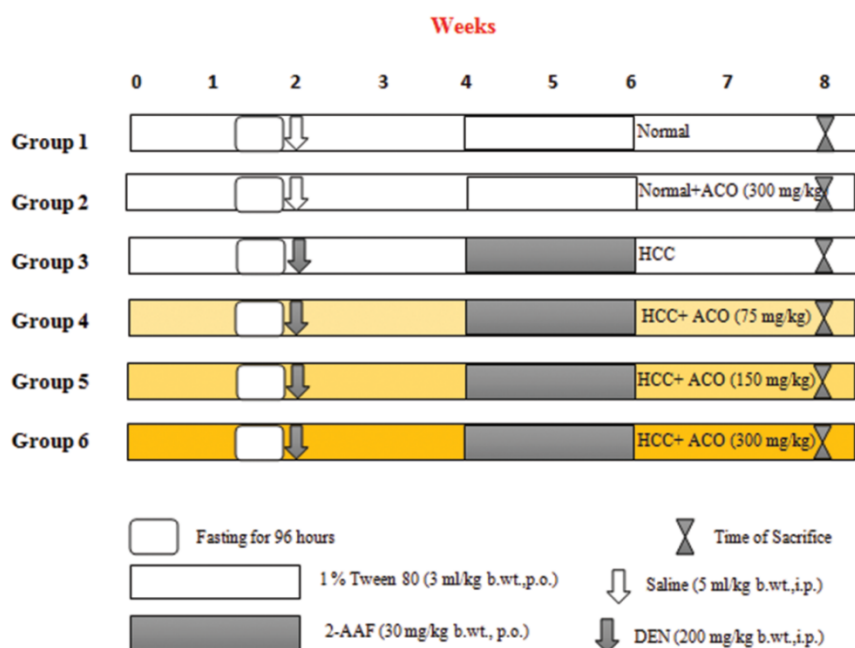 Weeks
0 1 2 3 4 5 6 7 8
Group 1 Normal
Group 2 Normal+ACO (300 mg/kg)
Group 3 HCC
Group 4 HCC+ ACO (75 mg/kg)
Group 5 HCC+ ACO (150 mg/kg)
Group 6 HCC+ ACO (300 mg/kg)
Fasting for 96 hours Time of Sacrifice
1% Tween 80 (3 ml/kg b.wt.,p.o.) Saline (5 ml/kg b.wt.,i.p.)
2-AAF (30 mg/kg b.wt., p.o.) DEN (200 mg/kg b.wt.,i.p.)